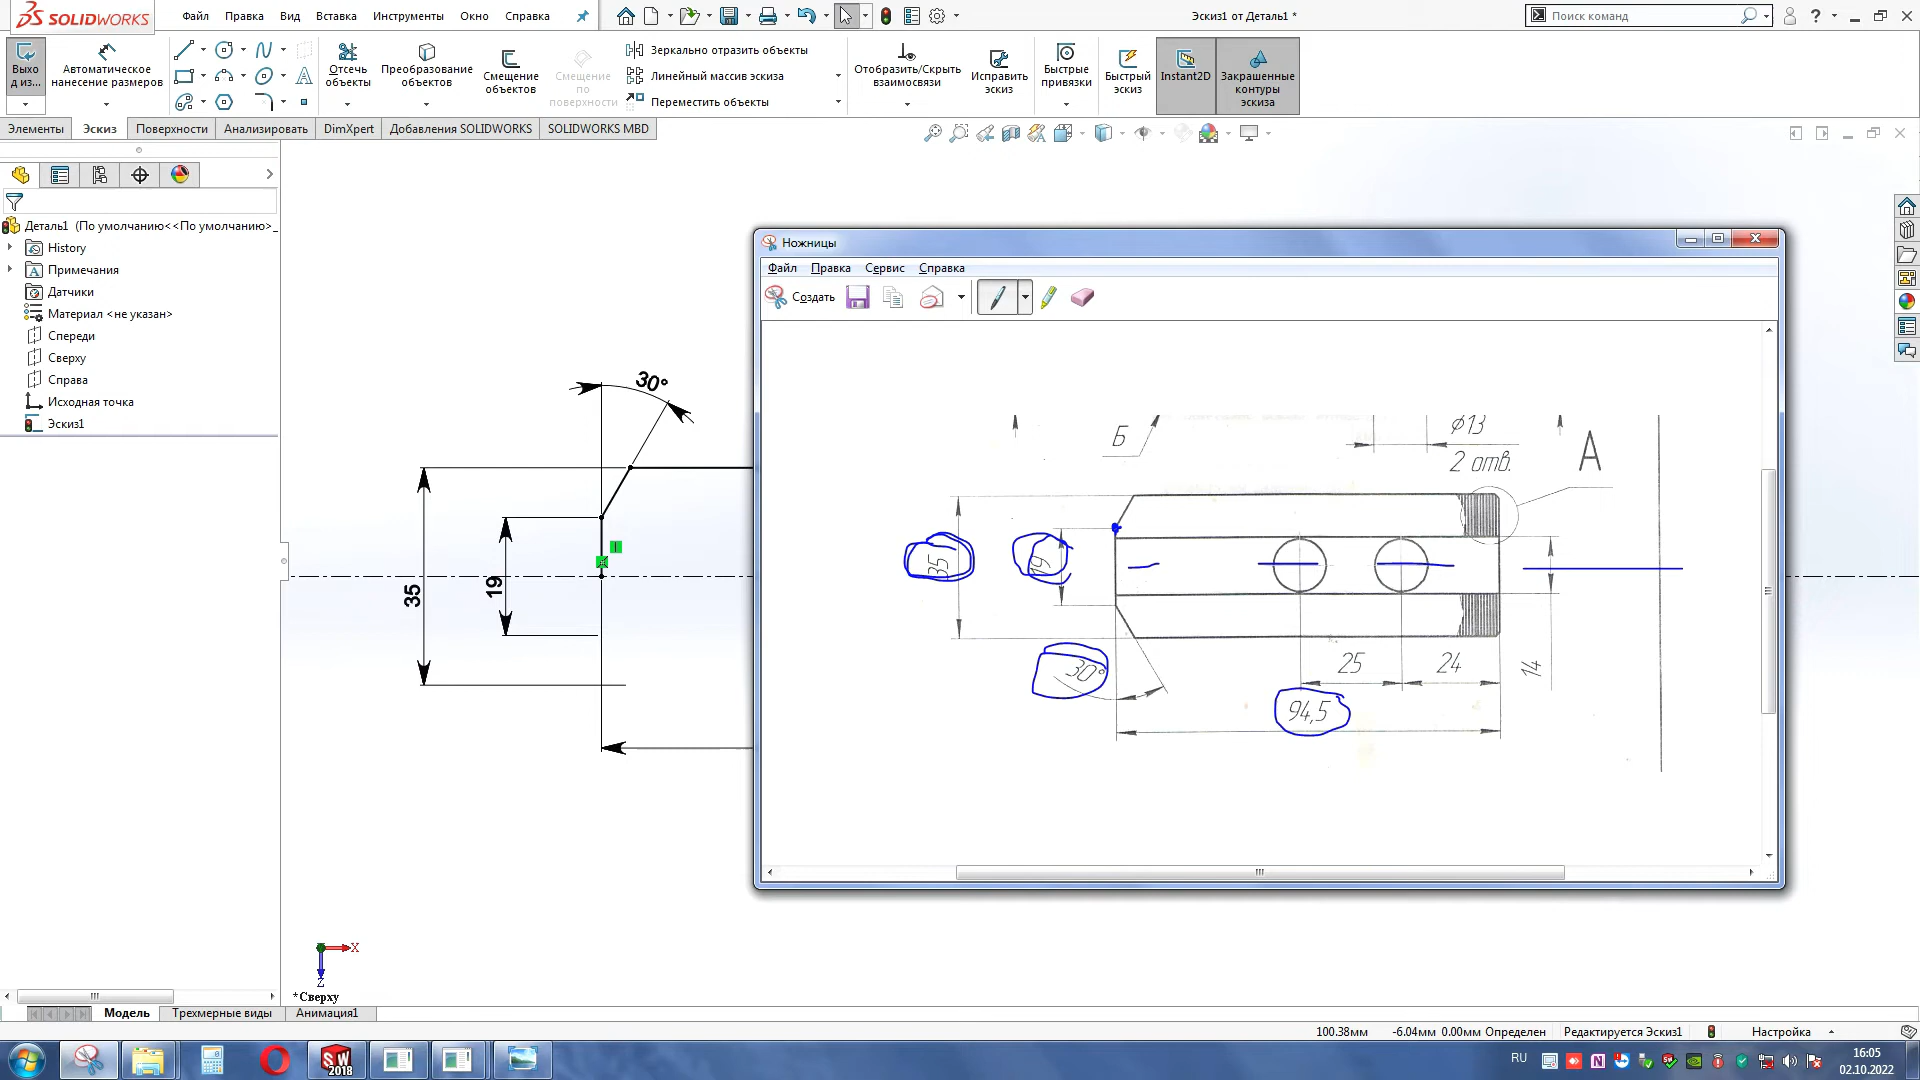 SOLIDWORKS
Файл Правка Вид Вставка Инструменты Окно Справка
Эскиз1 от Деталь1 *
Поиск команд
Выхо
д из...
Автоматическое
нанесение размеров
Отсечь
объекты
Преобразование
объектов
Смещение
объектов
Смещение
по
поверхности
Зеркально отразить объекты
Линейный массив эскиза
Переместить объекты
Отобразить/Скрыть
взаимосвязи
Исправить
эскиз
Быстрые
привязки
Быстрый
эскиз
Instant2D
Закрашенные
контуры
эскиза
Элементы Эскиз Поверхности Анализировать DimXpert Добавления SOLIDWORKS SOLIDWORKS MBD
Деталь1 (По умолчанию<<По умолчанию>_
History
Примечания
Датчики
Материал <не указан>
Спереди
Сверху
Справа
Исходная точка
Эскиз1
30°
35
19
Ножницы
Файл Правка Сервис Справка
Создать
Б
⌀13
2 отв.
А
35
19
30°
25
24
14
94,5
X
Z
*Сверху
Модель Трехмерные виды Анимация1
100.38мм -6.04мм 0.00мм Определен Редактируется Эскиз1 Настройка
SW
2018
RU
16:05
02.10.2022